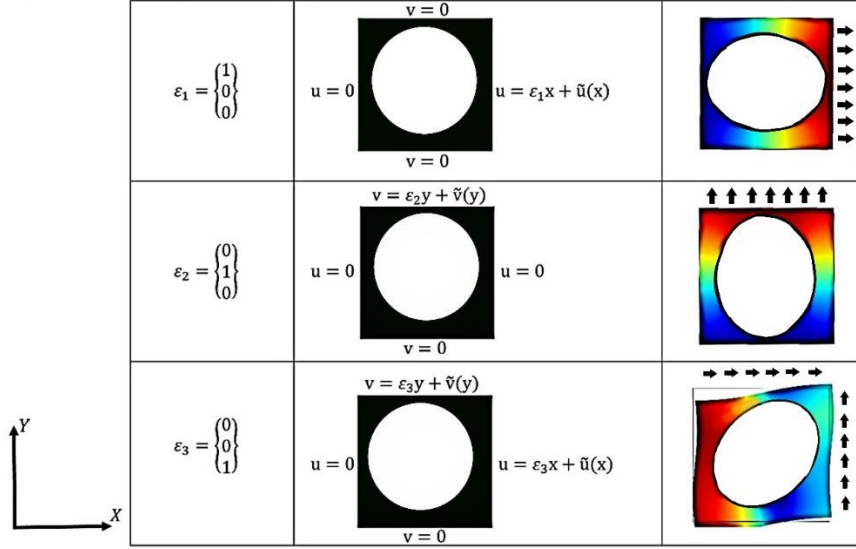 v = 0
ε₁ = {1 0 0}
u = 0
u = ε₁x + ũ(x)
v = 0
v = ε₂y + ṽ(y)
ε₂ = {0 1 0}
u = 0
u = 0
v = 0
v = ε₃y + ṽ(y)
ε₃ = {0 0 1}
u = 0
u = ε₃x + ũ(x)
v = 0
Y
X